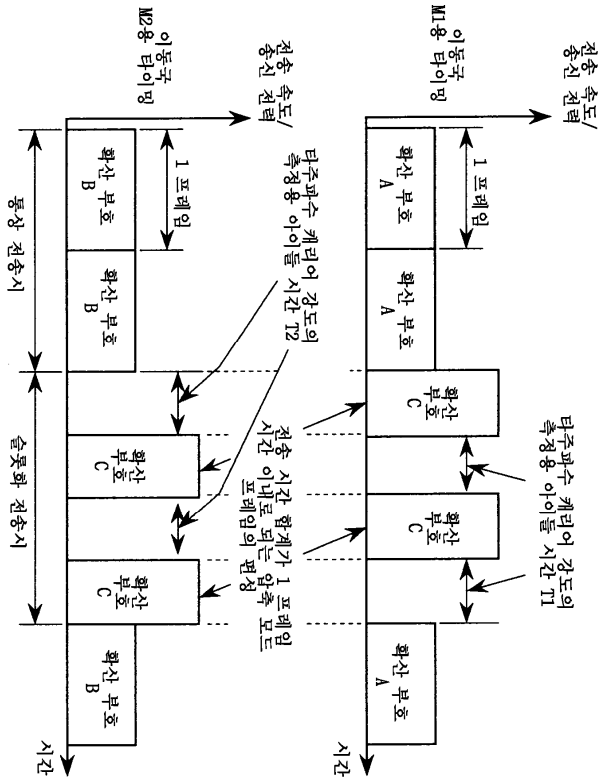 전송 속도/
송신 전력
이동국
M1용 타이밍
1 프레임
확산 부호
A
확산 부호
A
확산
부호
C
확산
부호
C
확산 부호
A
타주파수 캐리어 강도의
측정용 아이들 시간 T1
시간
전송 시간 합계가 1 프레임
시간 이내로 되는 압축 모드
프레임의 편성
타주파수 캐리어 강도의
측정용 아이들 시간 T2
전송 속도/
송신 전력
이동국
M2용 타이밍
1 프레임
확산 부호
B
확산 부호
B
확산
부호
C
확산
부호
C
확산 부호
B
시간
통상 전송시
슬롯화 전송시